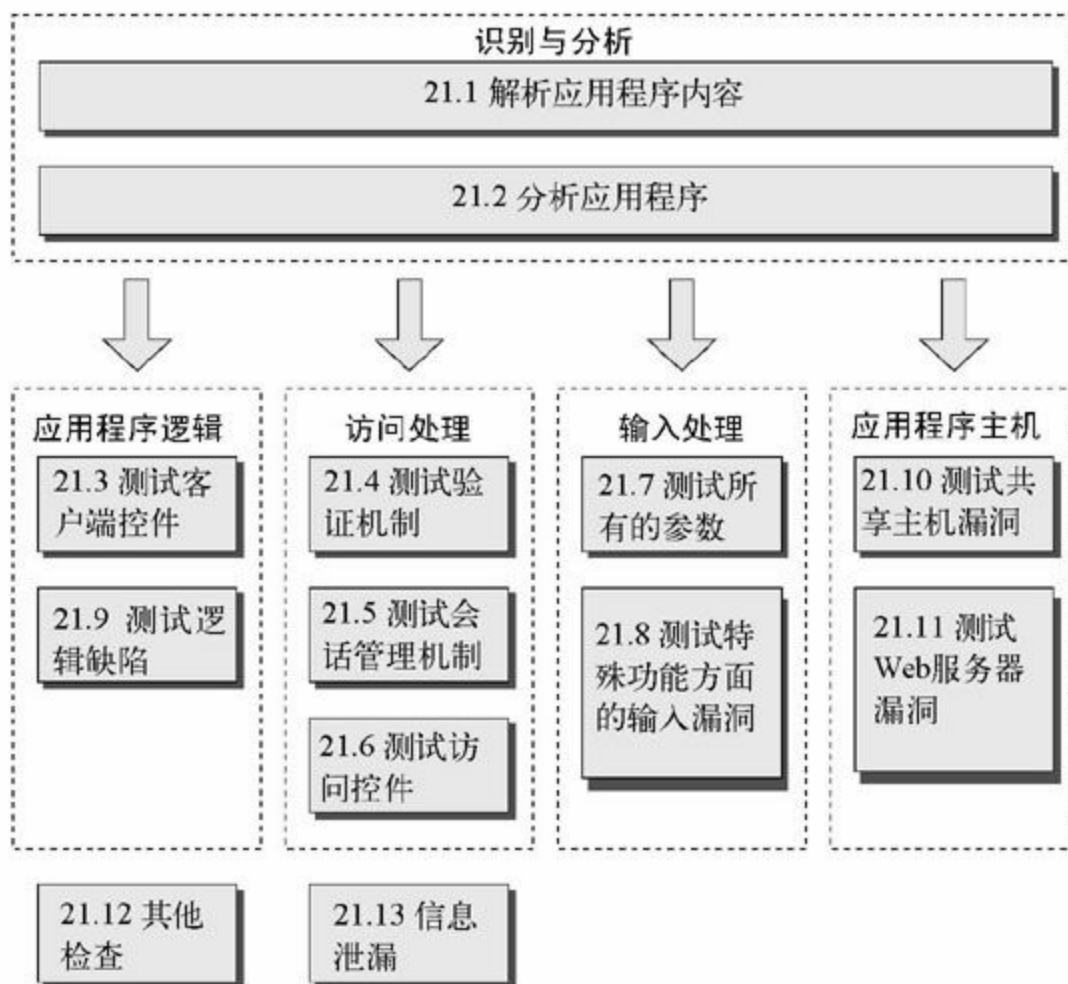 识别与分析
21.1 解析应用程序内容
21.2 分析应用程序
应用程序逻辑
21.3 测试客
户端控件
21.9 测试逻
辑缺陷
访问处理
21.4 测试验
证机制
21.5 测试会
话管理机制
21.6 测试访
问控件
输入处理
21.7 测试所
有的参数
21.8 测试特
殊功能方面
的输入漏洞
应用程序主机
21.10 测试共
享主机漏洞
21.11 测试
Web服务器
漏洞
21.12 其他
检查
21.13 信息
泄漏